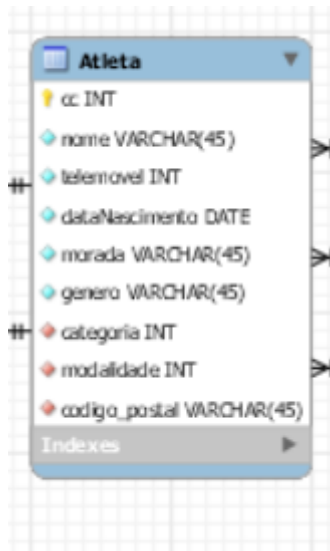 Atleta
cc INT
nome VARCHAR(45)
telemovel INT
dataNascimento DATE
morada VARCHAR(45)
genero VARCHAR(45)
categoria INT
modalidade INT
codigo_postal VARCHAR(45)
Indexes